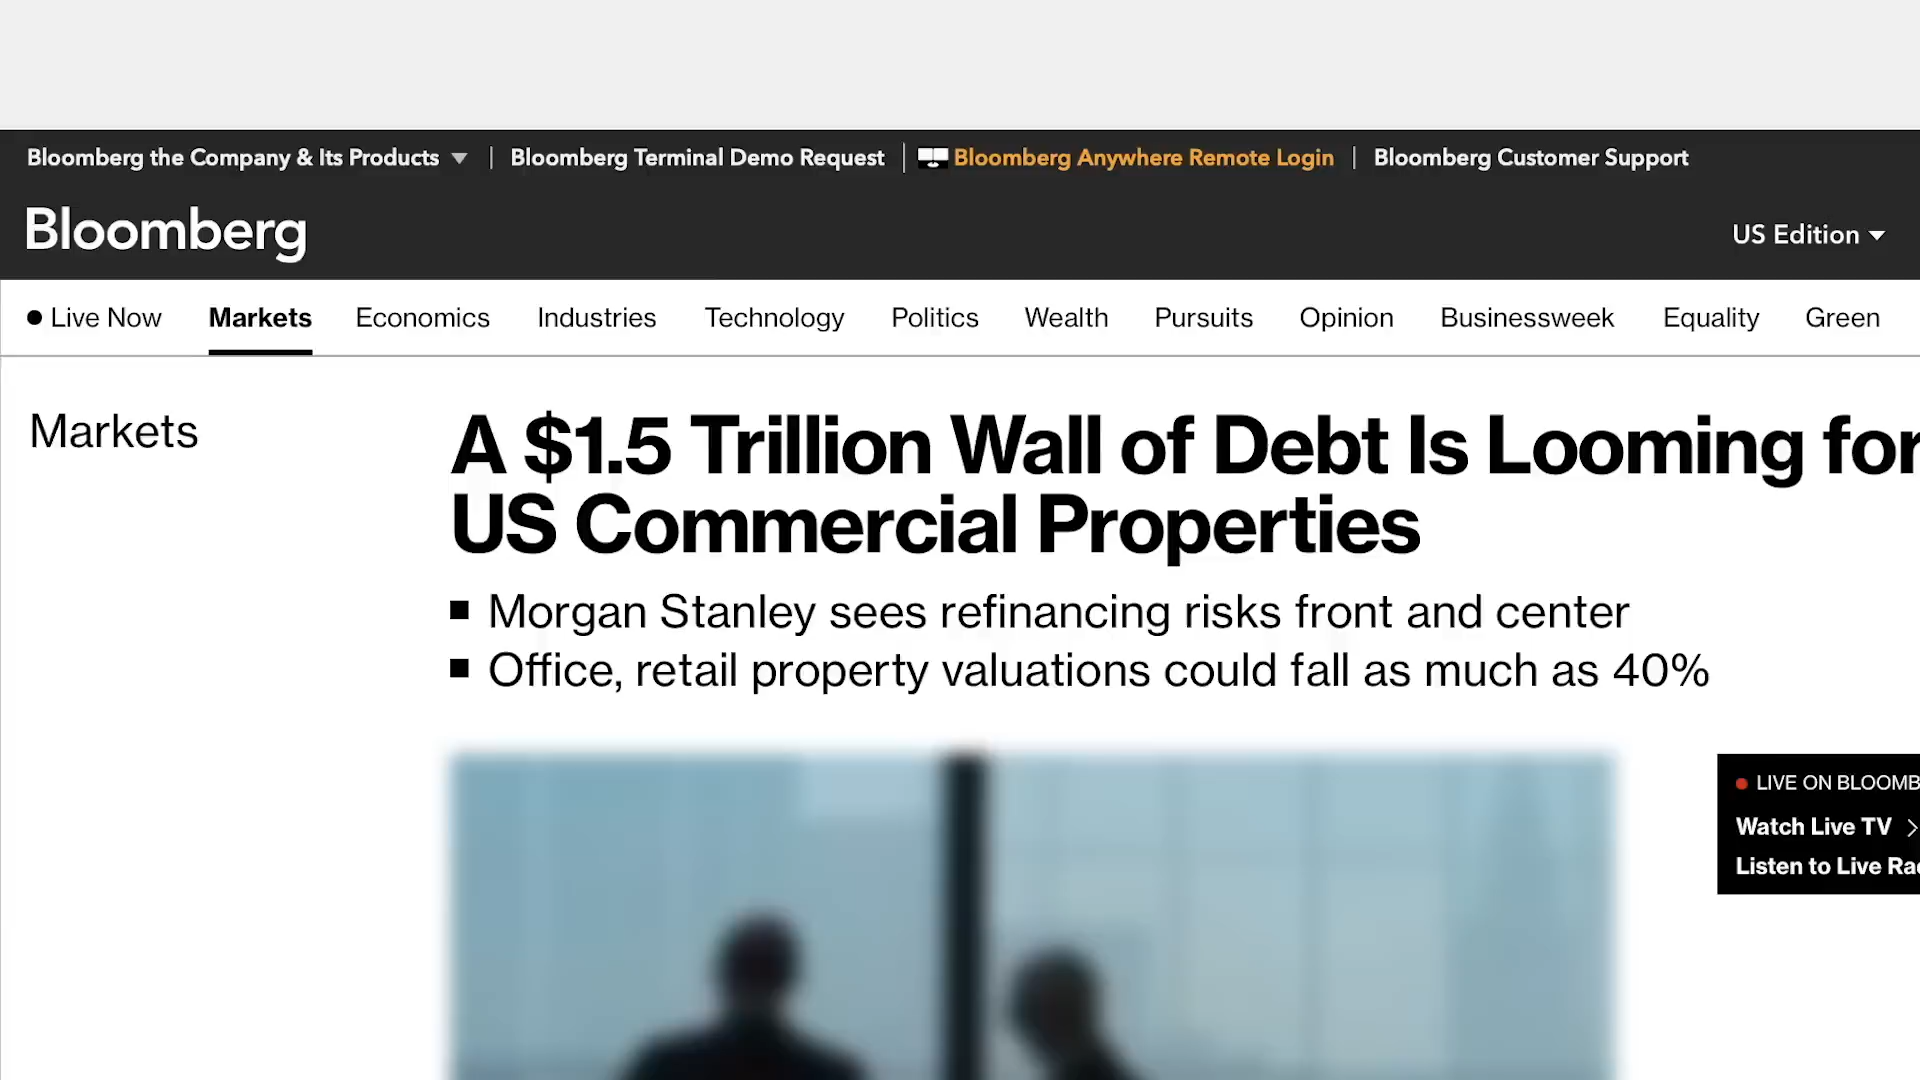 Bloomberg the Company & Its Products | Bloomberg Terminal Demo Request | Bloomberg Anywhere Remote Login | Bloomberg Customer Support
Bloomberg
US Edition
Live Now Markets Economics Industries Technology Politics Wealth Pursuits Opinion Businessweek Equality Green
Markets
A $1.5 Trillion Wall of Debt Is Looming for
US Commercial Properties
Morgan Stanley sees refinancing risks front and center
Office, retail property valuations could fall as much as 40%
LIVE ON BLOOMB
Watch Live TV
Listen to Live Ra